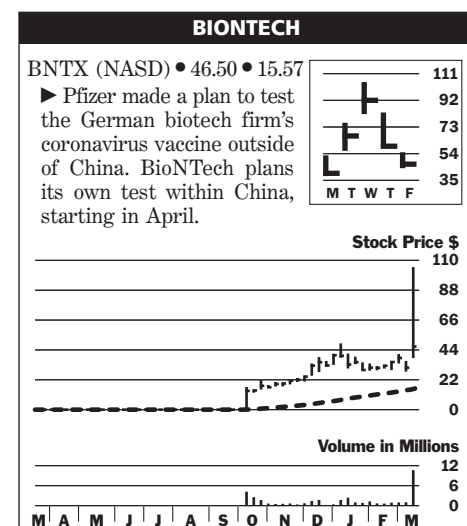 BIONTECH
BNTX (NASD) ● 46.50 ● 15.57
► Pfizer made a plan to test
the German biotech firm's
coronavirus vaccine outside
of China. BioNTech plans
its own test within China,
starting in April.
111
92
73
54
35
M T W T F
Stock Price $
110
88
66
44
22
0
Volume in Millions
12
6
0
M A M J J A S O N D J F M